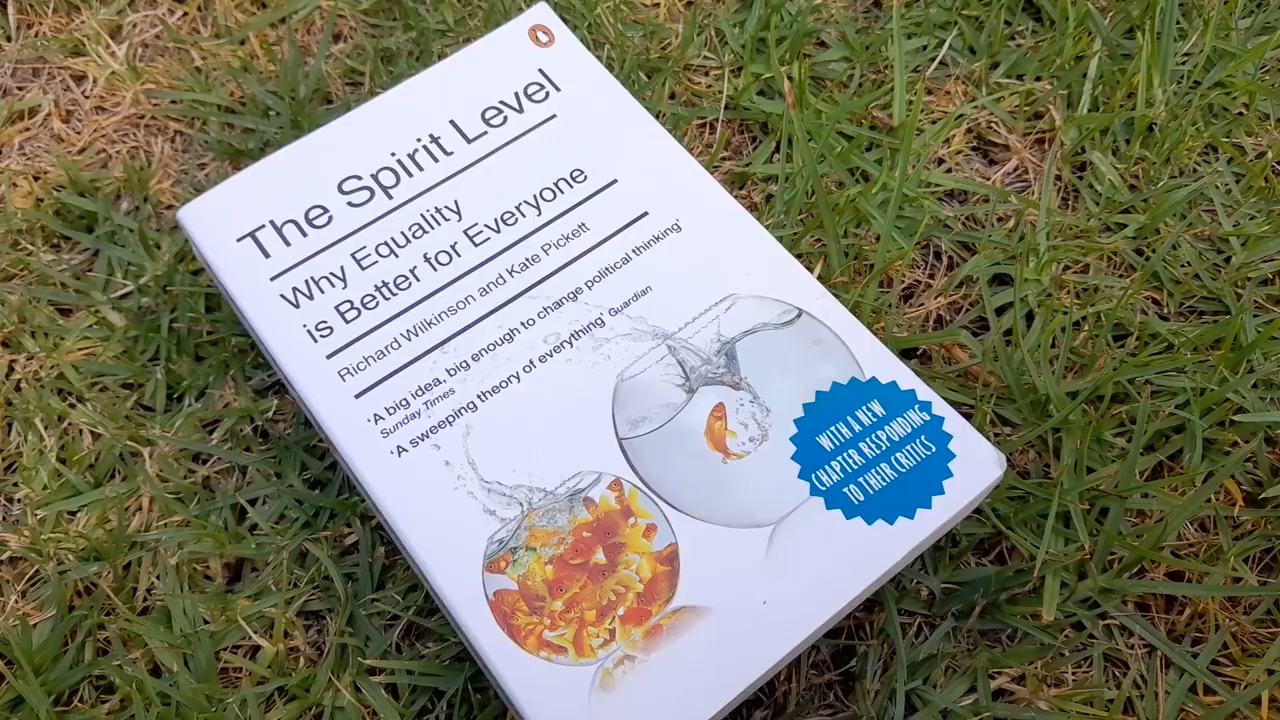 The Spirit Level
Why Equality
is Better for Everyone
Richard Wilkinson and Kate Pickett
'A big idea, big enough to change political thinking'
Sunday Times
'A sweeping theory of everything' Guardian
WITH A NEW
CHAPTER RESPONDING
TO THEIR CRITICS